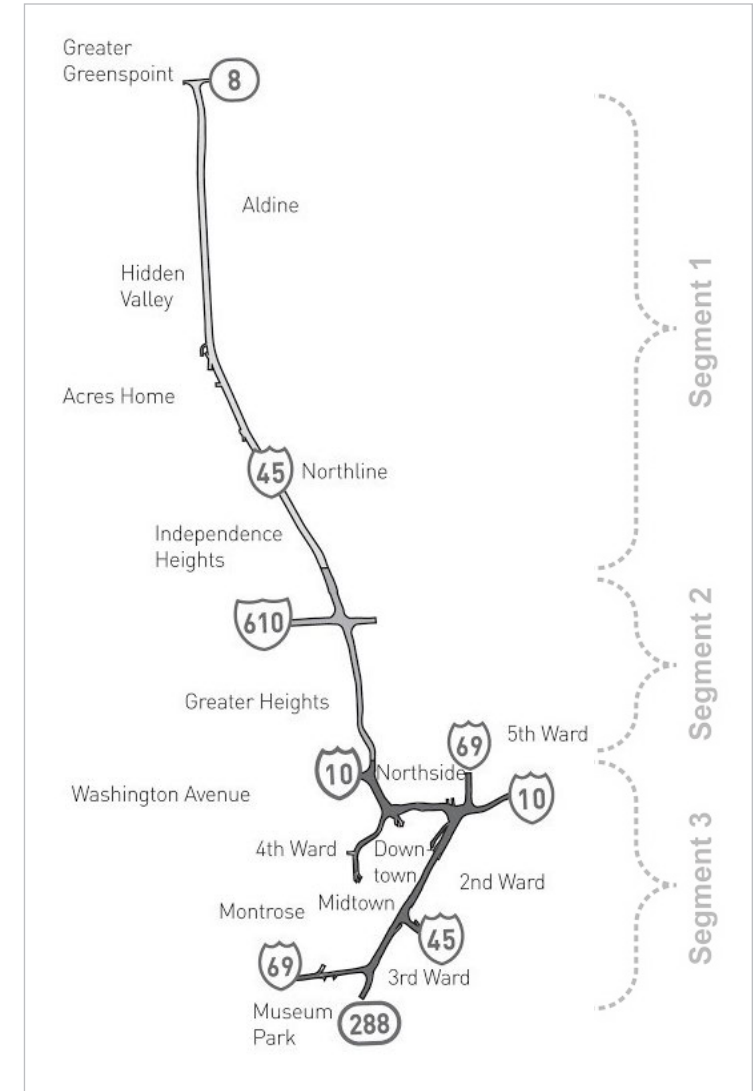 Greater
Greenspoint
8
Aldine
Hidden
Valley
Acres Home
45
Northline
Independence
Heights
610
Greater Heights
69
5th Ward
10
Northside
10
Washington Avenue
4th Ward
Down-
town
2nd Ward
Midtown
Montrose
45
69
3rd Ward
Museum
Park
288
Segment 1
Segment 2
Segment 3